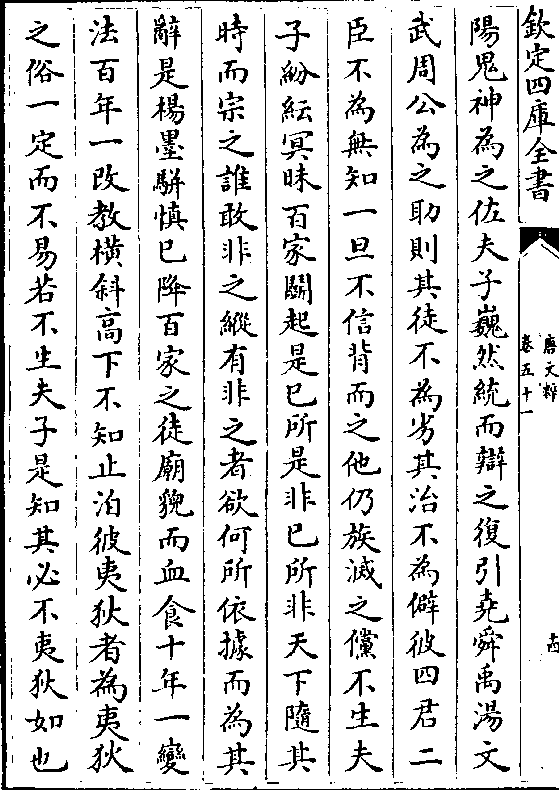 欽定四庫全書
唐文粹
卷五十一
十四
陽鬼神為之佐夫子巍然統而辯之復引堯舜禹湯文
武周公為之助則其徒不為劣其治不為僻彼四君二
臣不為無知一旦不信背而之他仍族滅之儻不生夫
子紛紜冥昧百家鬭起是已所是非已所非天下隨其
時而宗之誰敢非之縱有非之者欲何所依據而為其
辭是楊墨駢慎已降百家之徒廟貌而血食十年一變
法百年一改教橫斜高下不知止泊彼夷狄者為夷狄
之俗一定而不易若不生夫子是知其必不夷狄如也